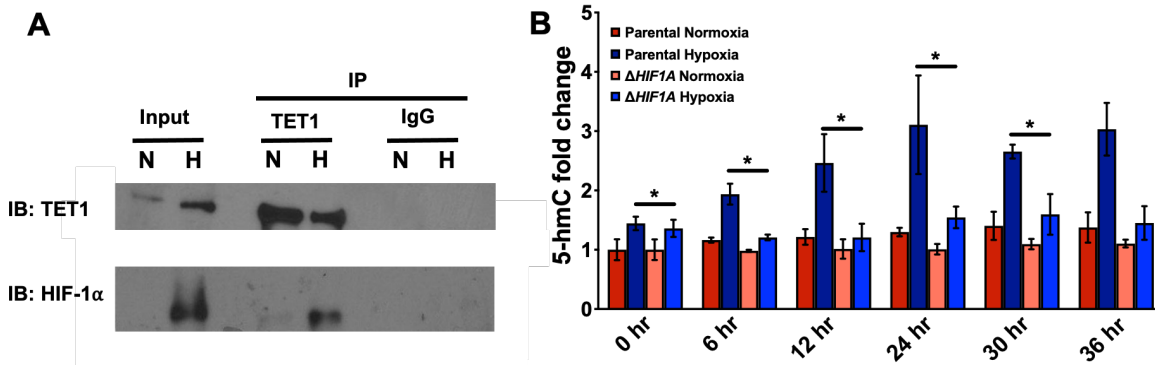 A
IP
Input
TET1
IgG
N H N H N H
IB: TET1
IB: HIF-1α
B
5-hmC fold change
5
4
3
2
1
0
Parental Normoxia
Parental Hypoxia
ΔHIF1A Normoxia
ΔHIF1A Hypoxia
* * * * *
0 hr 6 hr 12 hr 24 hr 30 hr 36 hr